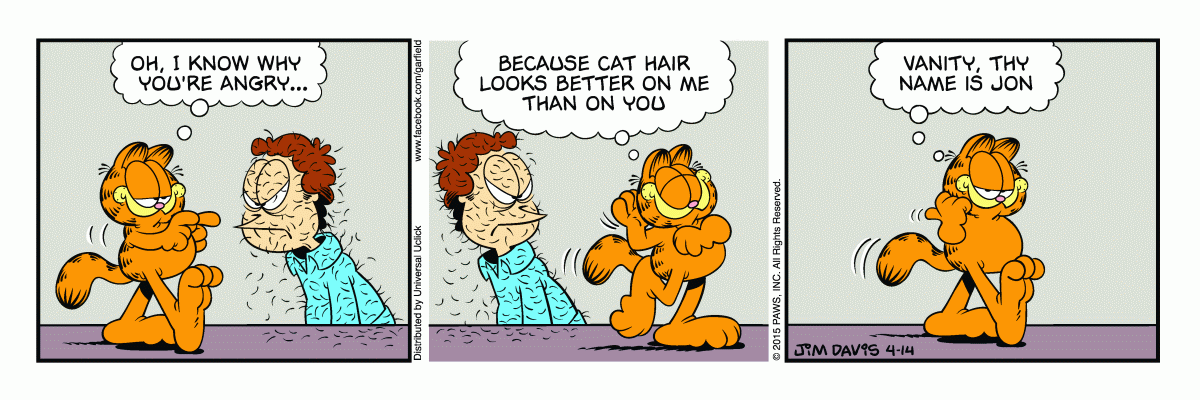 OH, I KNOW WHY
YOU'RE ANGRY...
www.facebook.com/garfield
Distributed by Universal Uclick
BECAUSE CAT HAIR
LOOKS BETTER ON ME
THAN ON YOU
© 2015 PAWS, INC. All Rights Reserved.
VANITY, THY
NAME IS JON
JIM DAVIS 4-14